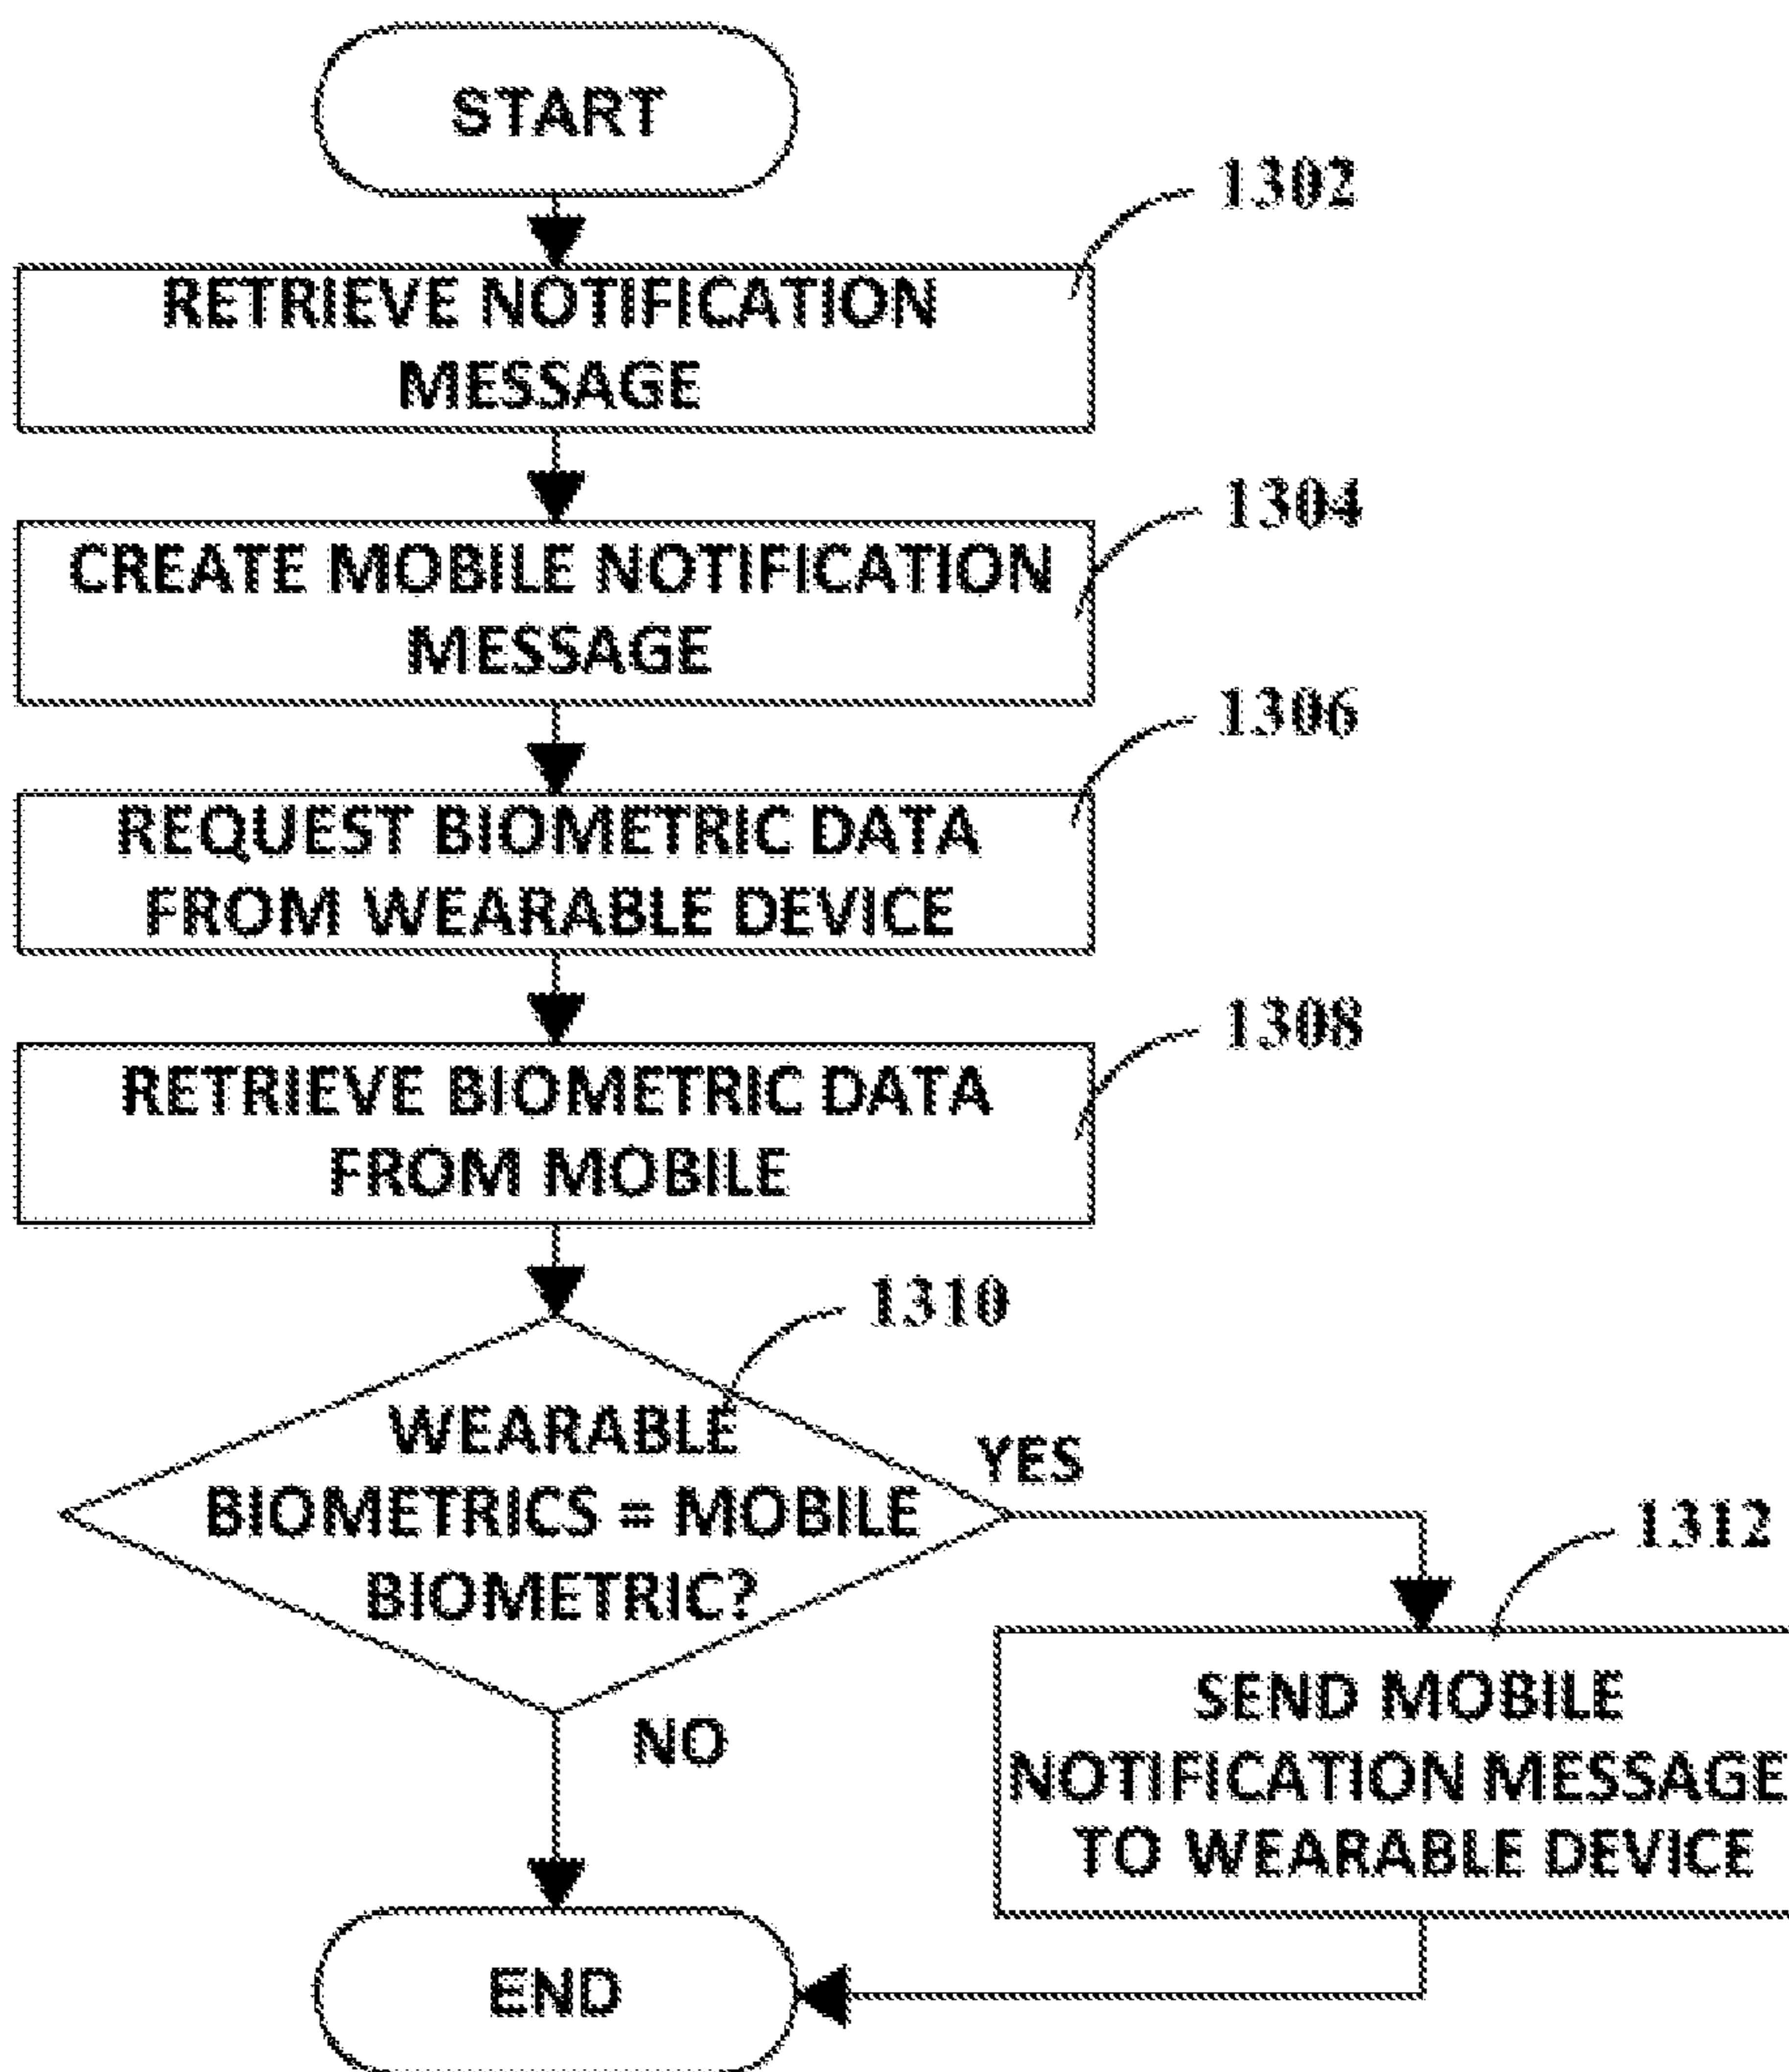 START
1302
RETRIEVE NOTIFICATION
MESSAGE
1304
CREATE MOBILE NOTIFICATION
MESSAGE
1306
REQUEST BIOMETRIC DATA
FROM WEARABLE DEVICE
1308
RETRIEVE BIOMETRIC DATA
FROM MOBILE
1310
WEARABLE
BIOMETRICS = MOBILE
BIOMETRIC?
YES
1312
SEND MOBILE
NOTIFICATION MESSAGE
TO WEARABLE DEVICE
NO
END